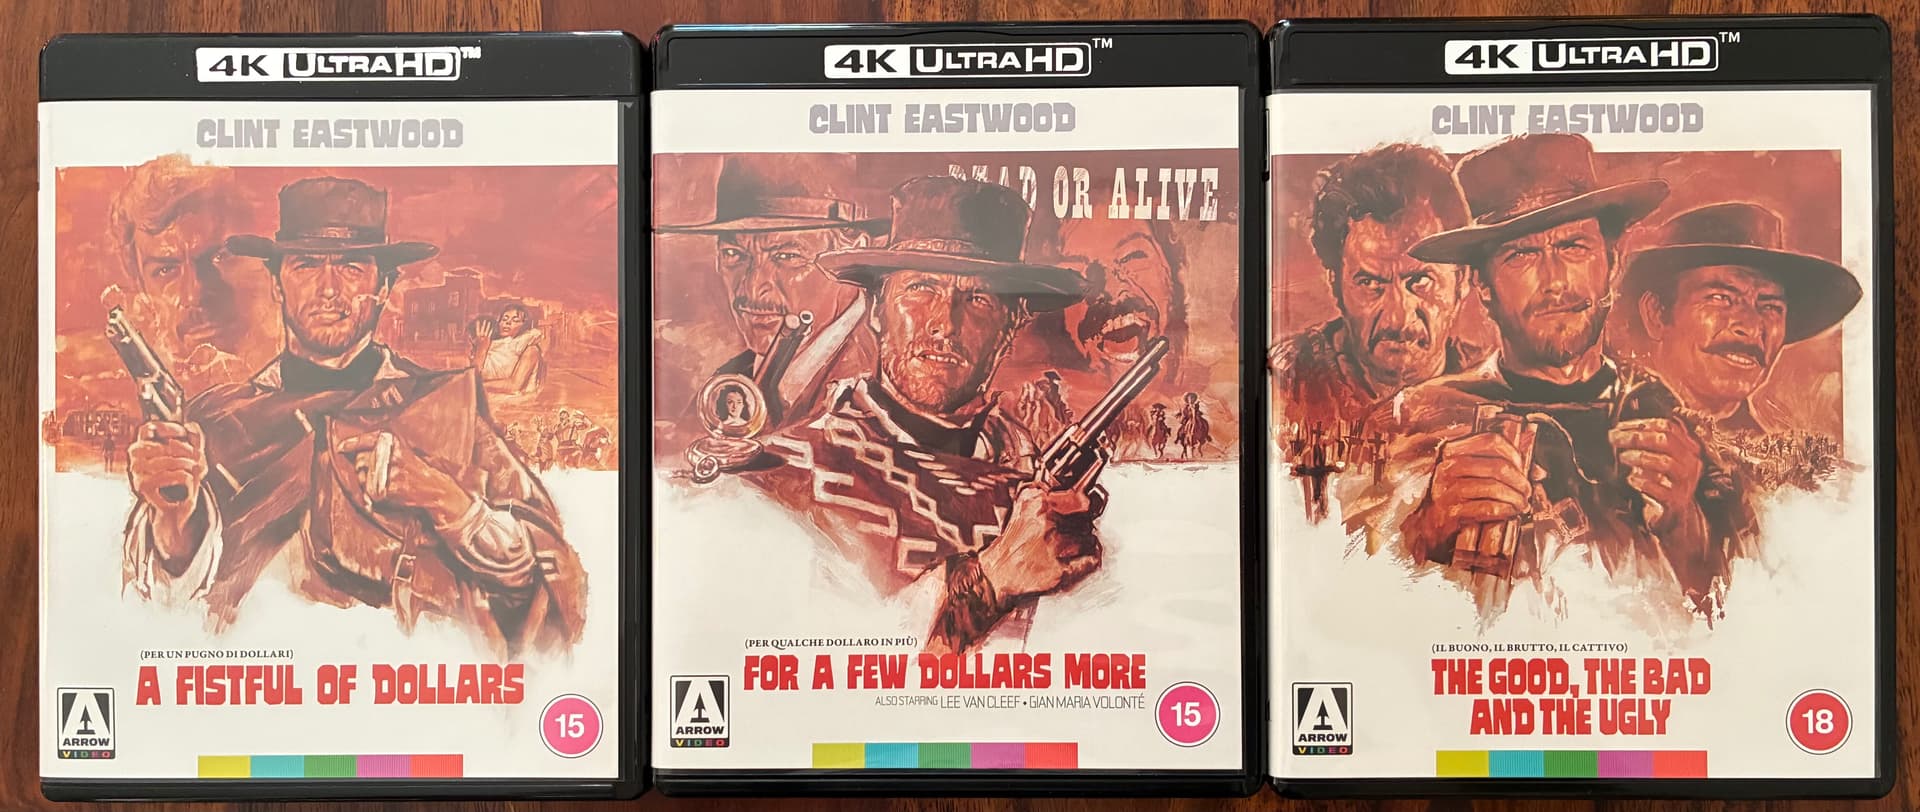 4K ULTRA HD™
CLINT EASTWOOD
(PER UN PUGNO DI DOLLARI)
A FISTFUL OF DOLLARS
ARROW
VIDEO
15
4K ULTRA HD™
CLINT EASTWOOD
DEAD OR ALIVE
(PER QUALCHE DOLLARO IN PIÙ)
FOR A FEW DOLLARS MORE
ALSO STARRING LEE VAN CLEEF • GIAN MARIA VOLONTÉ
ARROW
VIDEO
15
4K ULTRA HD™
CLINT EASTWOOD
(IL BUONO, IL BRUTTO, IL CATTIVO)
THE GOOD, THE BAD
AND THE UGLY
ARROW
VIDEO
18